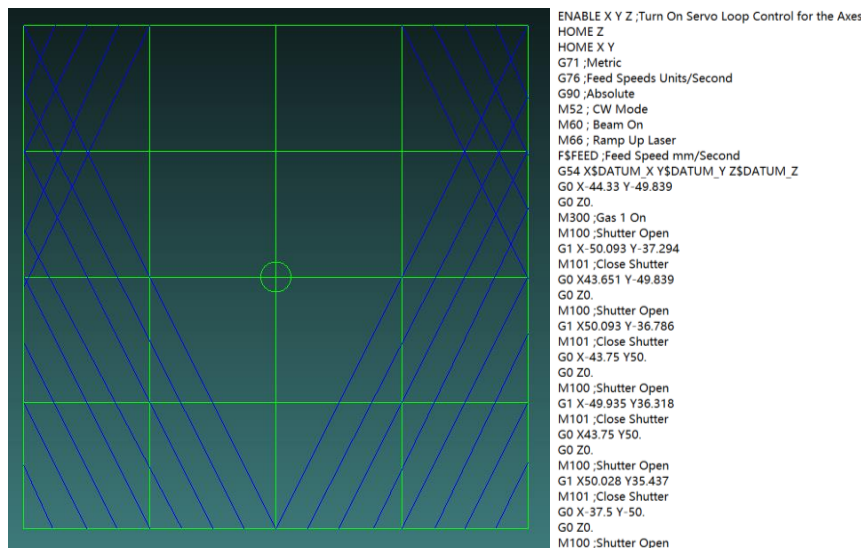 ENABLE X Y Z ;Turn On Servo Loop Control for the Axes
HOME Z
HOME X Y
G71 ;Metric
G76 ;Feed Speeds Units/Second
G90 ;Absolute
M52 ; CW Mode
M60 ; Beam On
M66 ; Ramp Up Laser
F$FEED ;Feed Speed mm/Second
G54 X$DATUM_X Y$DATUM_Y Z$DATUM_Z
G0 X-44.33 Y-49.839
G0 Z0.
M300 ;Gas 1 On
M100 ;Shutter Open
G1 X-50.093 Y-37.294
M101 ;Close Shutter
G0 X43.651 Y-49.839
G0 Z0.
M100 ;Shutter Open
G1 X50.093 Y-36.786
M101 ;Close Shutter
G0 X-43.75 Y50.
G0 Z0.
M100 ;Shutter Open
G1 X-49.935 Y36.318
M101 ;Close Shutter
G0 X43.75 Y50.
G0 Z0.
M100 ;Shutter Open
G1 X50.028 Y35.437
M101 ;Close Shutter
G0 X-37.5 Y-50.
G0 Z0.
M100 ;Shutter Open